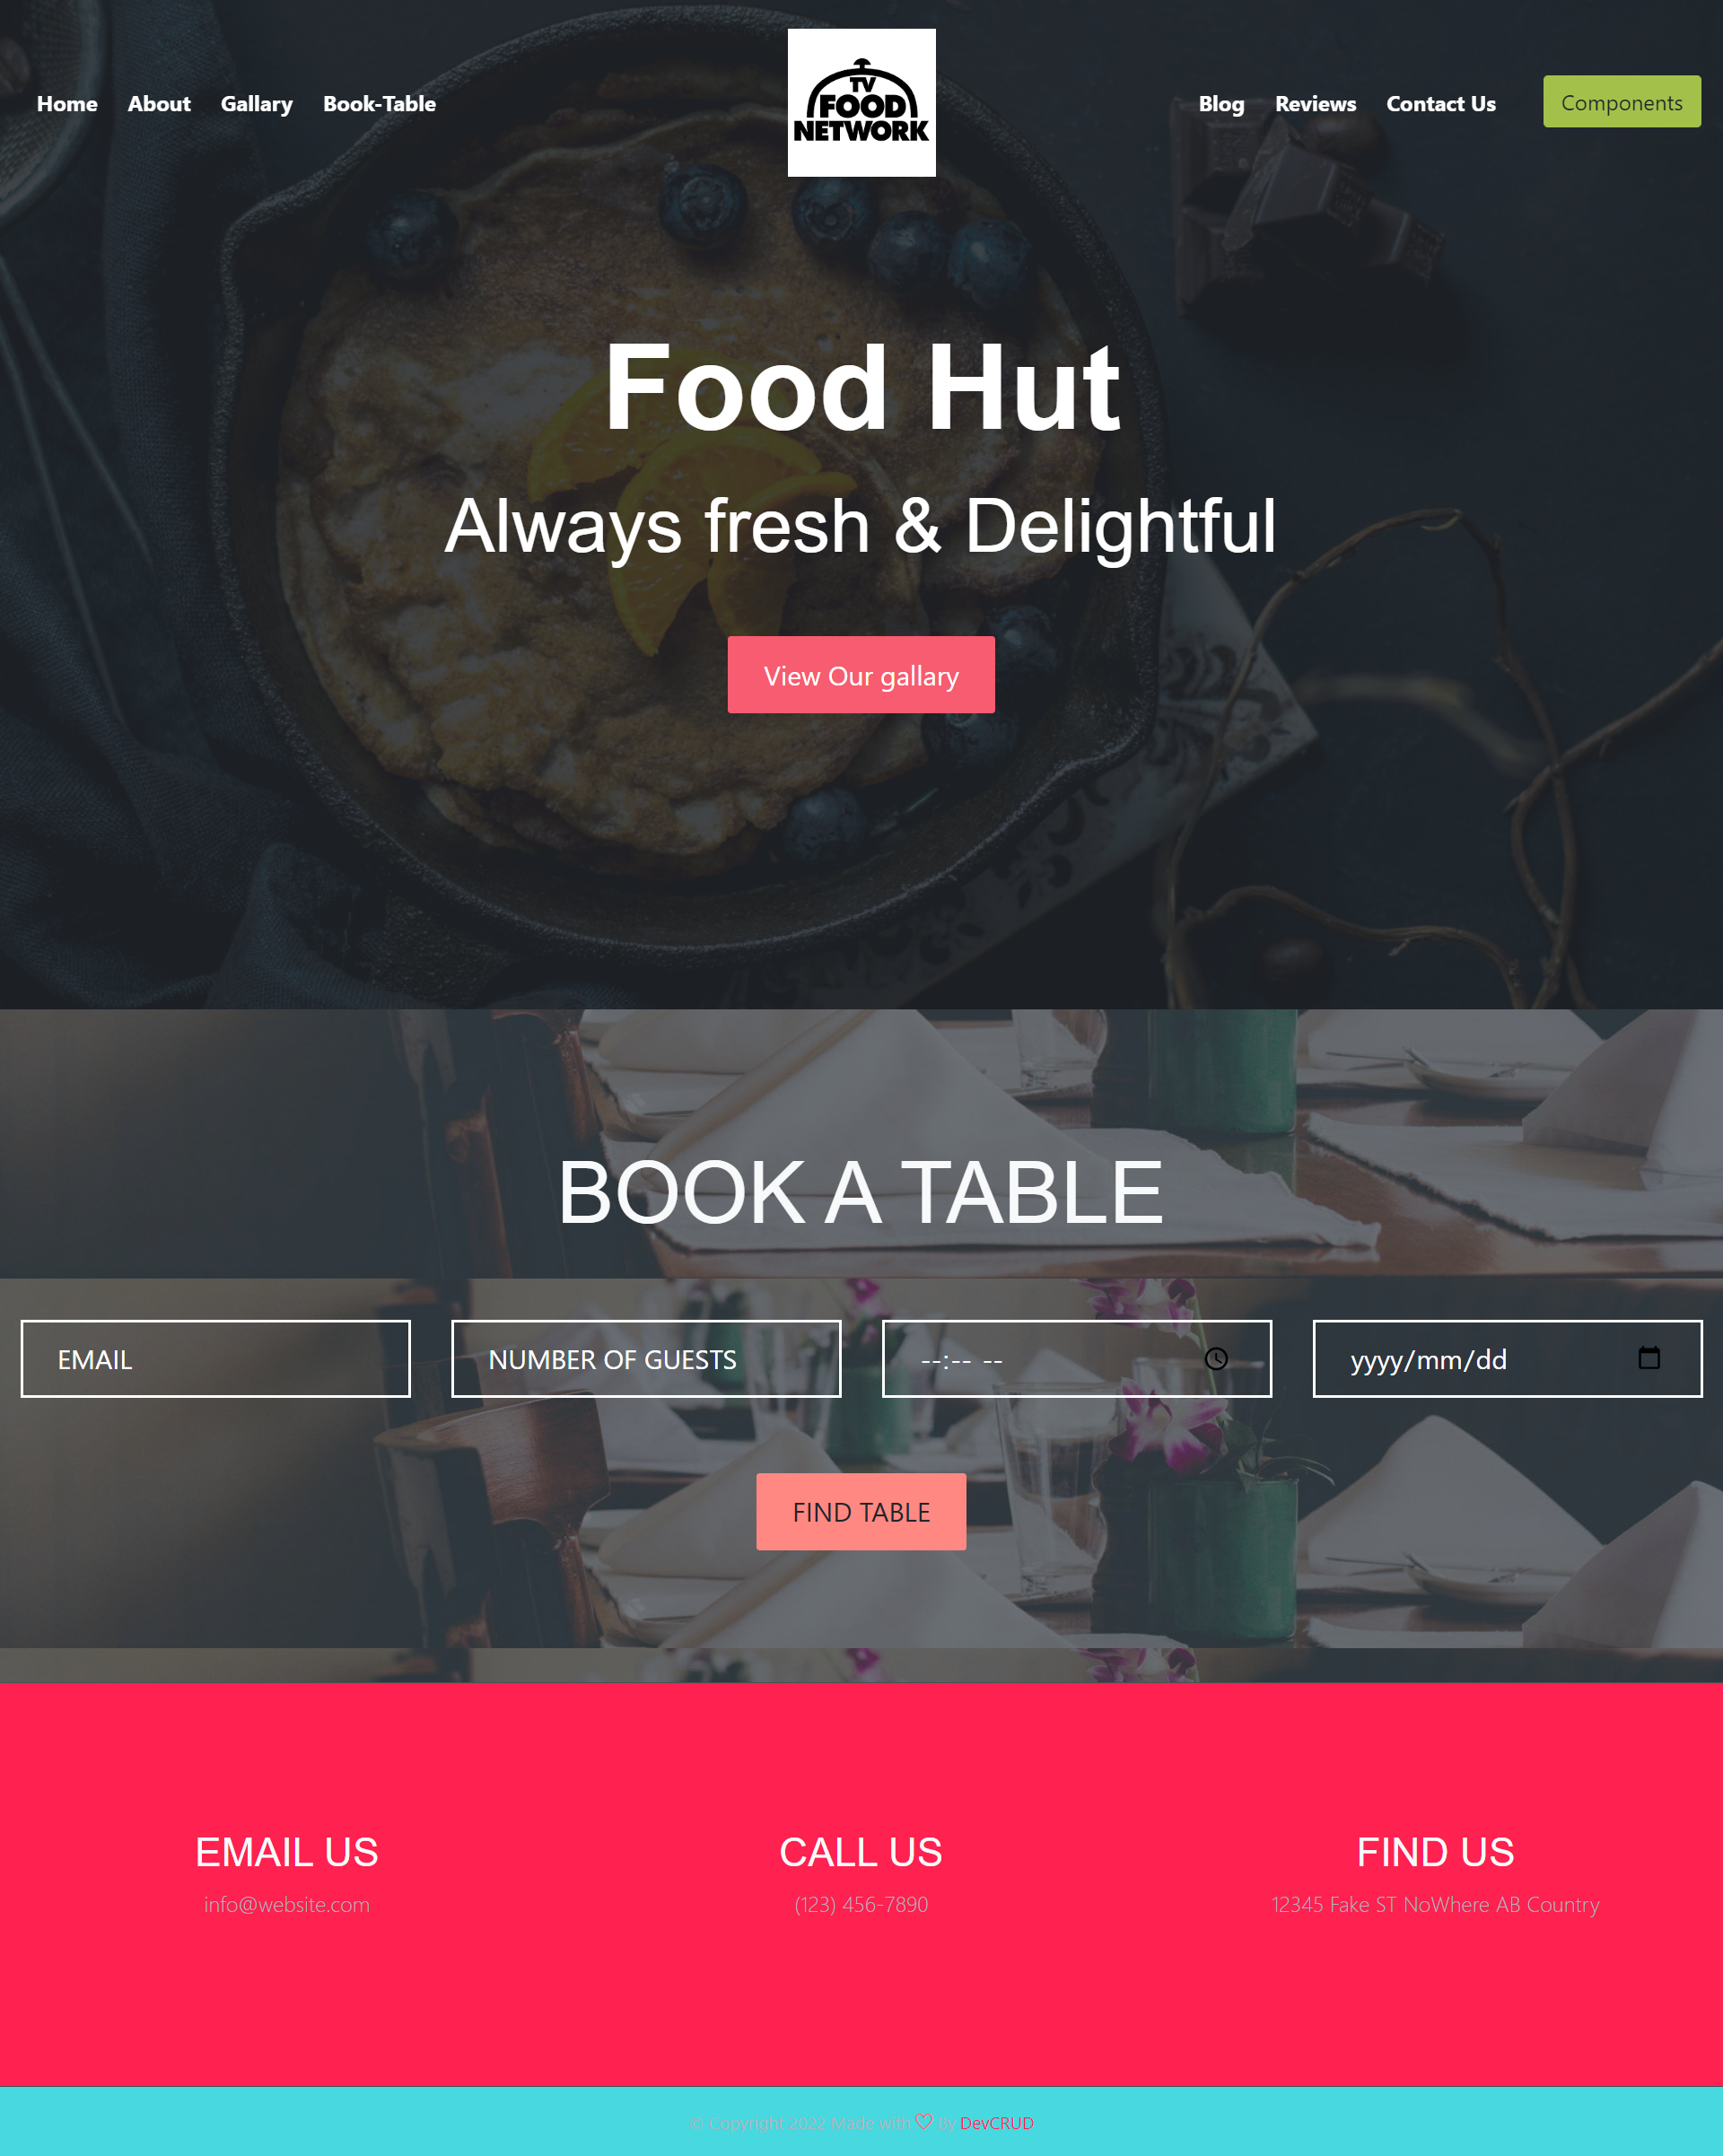 Home About Gallary Book-Table
TV
FOOD
NETWORK
Blog Reviews Contact Us Components
Food Hut
Always fresh & Delightful
View Our gallary
BOOK A TABLE
EMAIL
NUMBER OF GUESTS
--:-- --
yyyy/mm/dd
FIND TABLE
EMAIL US
info@website.com
CALL US
(123) 456-7890
FIND US
12345 Fake ST NoWhere AB Country
© Copyright 2022 Made with ♡ By DevCRUD